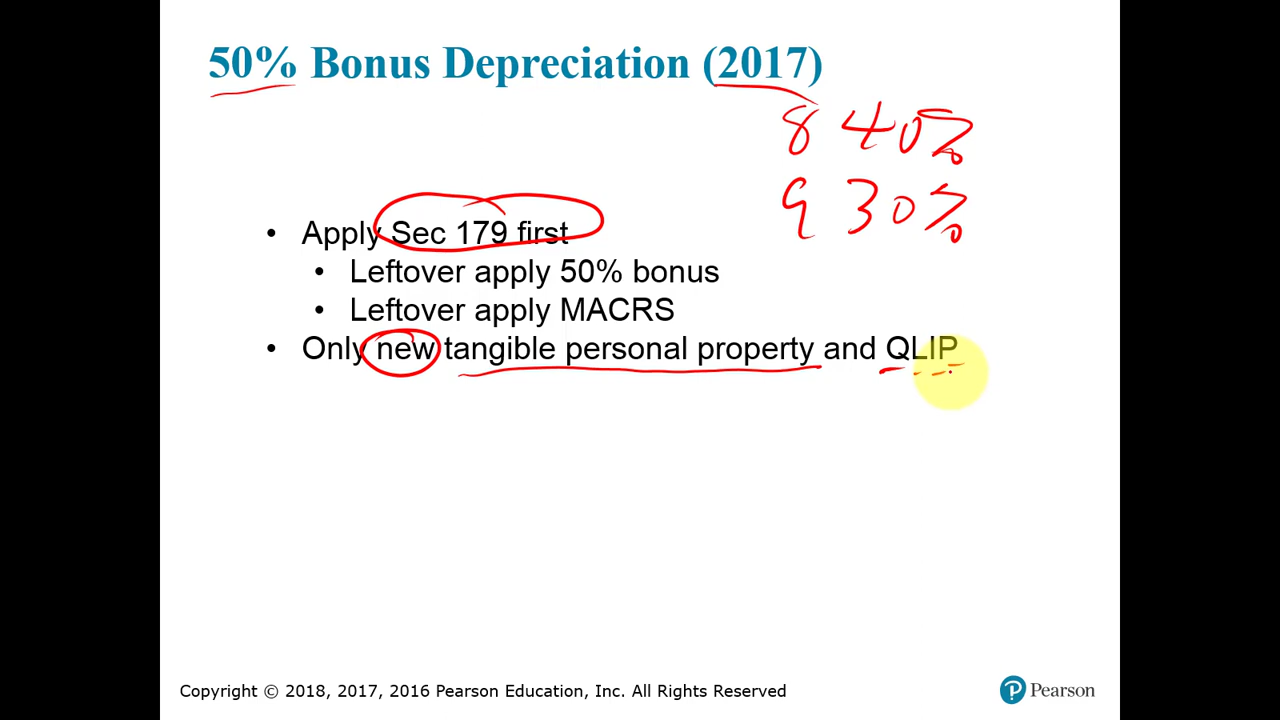 50% Bonus Depreciation (2017)
8 40%
9 30%
• Apply Sec 179 first
• Leftover apply 50% bonus
• Leftover apply MACRS
• Only new tangible personal property and QLIP
Copyright © 2018, 2017, 2016 Pearson Education, Inc. All Rights Reserved
P Pearson